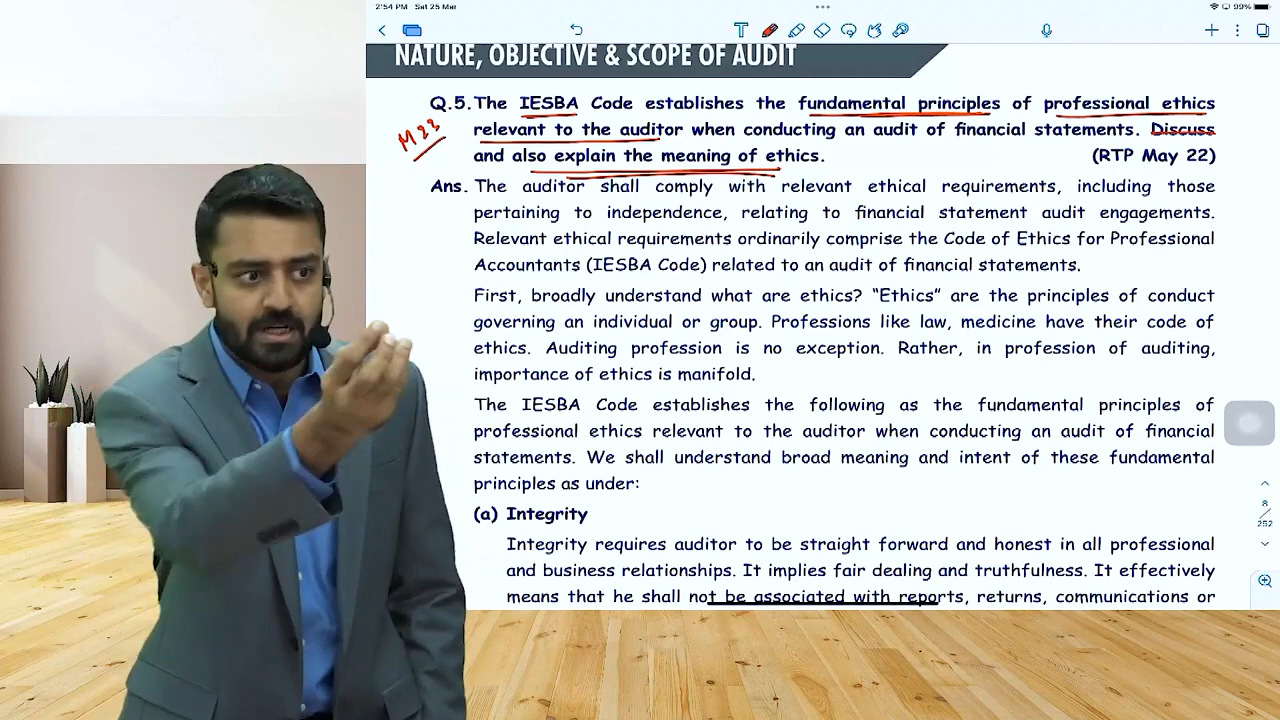 2:54 PM Sat 25 Mar
99%
NATURE, OBJECTIVE & SCOPE OF AUDIT
Q.5. The IESBA Code establishes the fundamental principles of professional ethics
relevant to the auditor when conducting an audit of financial statements. Discuss
and also explain the meaning of ethics. (RTP May 22)
M23
Ans. The auditor shall comply with relevant ethical requirements, including those
pertaining to independence, relating to financial statement audit engagements.
Relevant ethical requirements ordinarily comprise the Code of Ethics for Professional
Accountants (IESBA Code) related to an audit of financial statements.
First, broadly understand what are ethics? “Ethics” are the principles of conduct
governing an individual or group. Professions like law, medicine have their code of
ethics. Auditing profession is no exception. Rather, in profession of auditing,
importance of ethics is manifold.
The IESBA Code establishes the following as the fundamental principles of
professional ethics relevant to the auditor when conducting an audit of financial
statements. We shall understand broad meaning and intent of these fundamental
principles as under:
(a) Integrity
Integrity requires auditor to be straight forward and honest in all professional
and business relationships. It implies fair dealing and truthfulness. It effectively
means that he shall not be associated with reports, returns, communications or
8
252